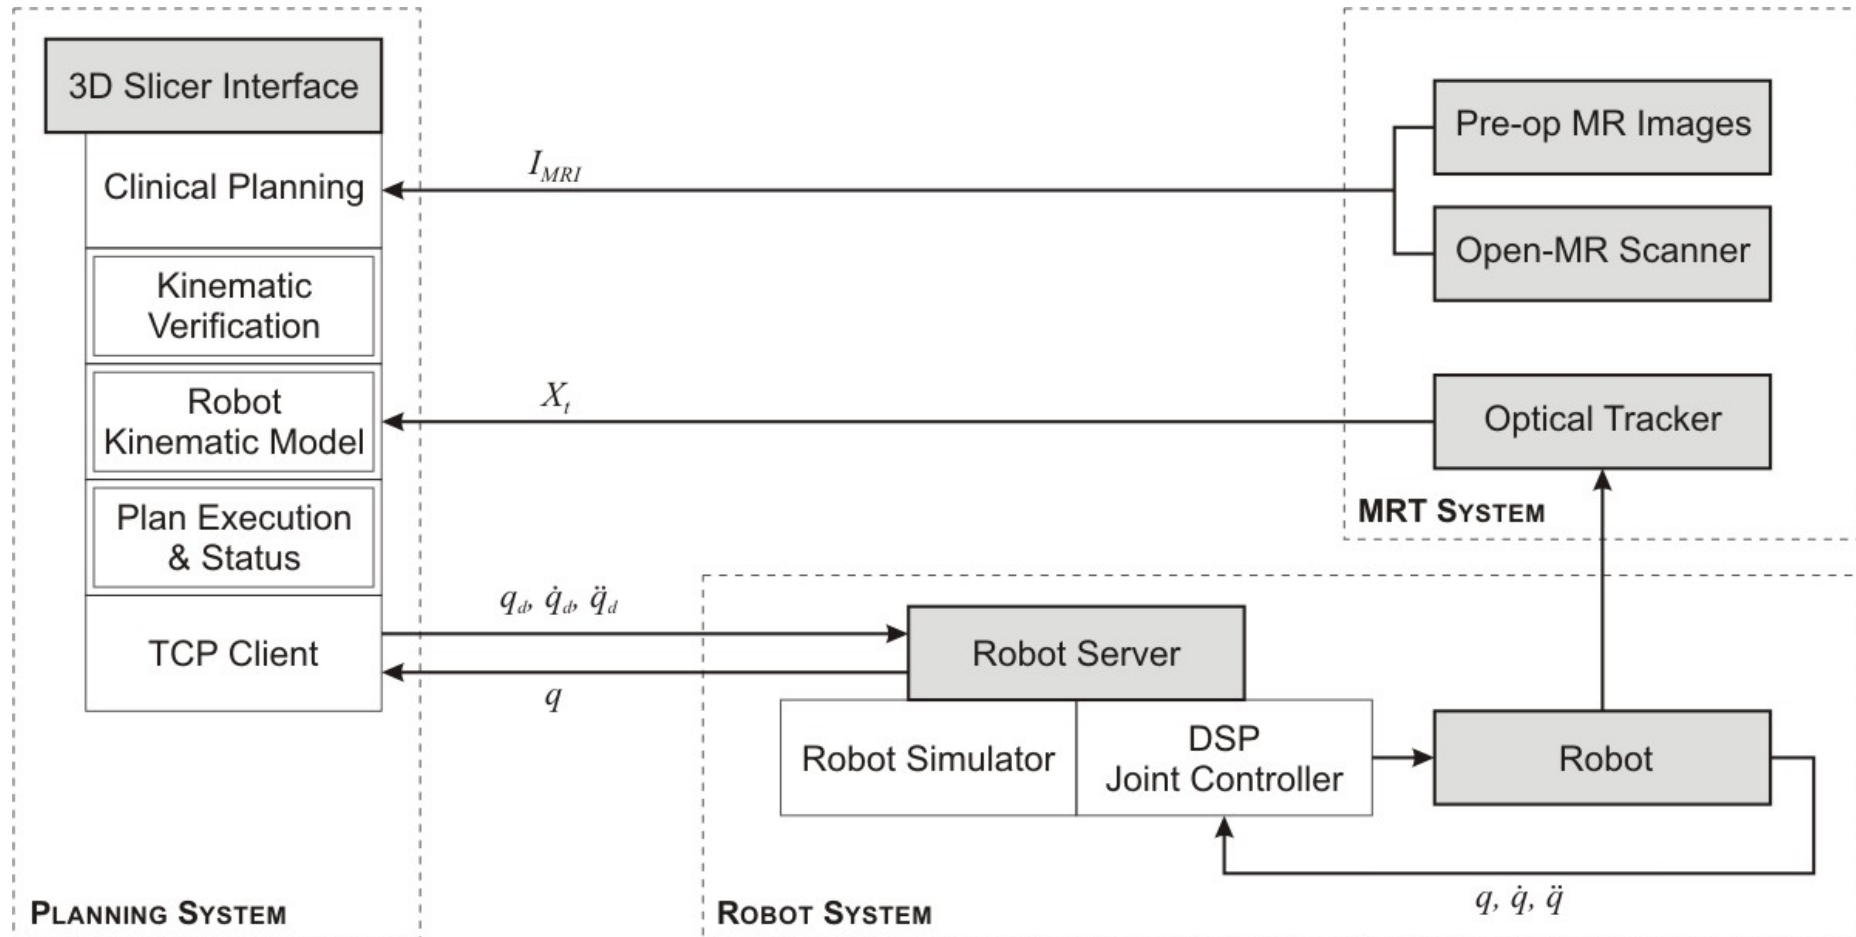 3D Slicer Interface
Clinical Planning
Kinematic
Verification
Robot
Kinematic Model
Plan Execution
& Status
TCP Client
PLANNING SYSTEM
I_MRI
X_t
q_d, q̇_d, q̈_d
q
Pre-op MR Images
Open-MR Scanner
Optical Tracker
MRT SYSTEM
Robot Server
Robot Simulator
DSP
Joint Controller
Robot
q, q̇, q̈
ROBOT SYSTEM